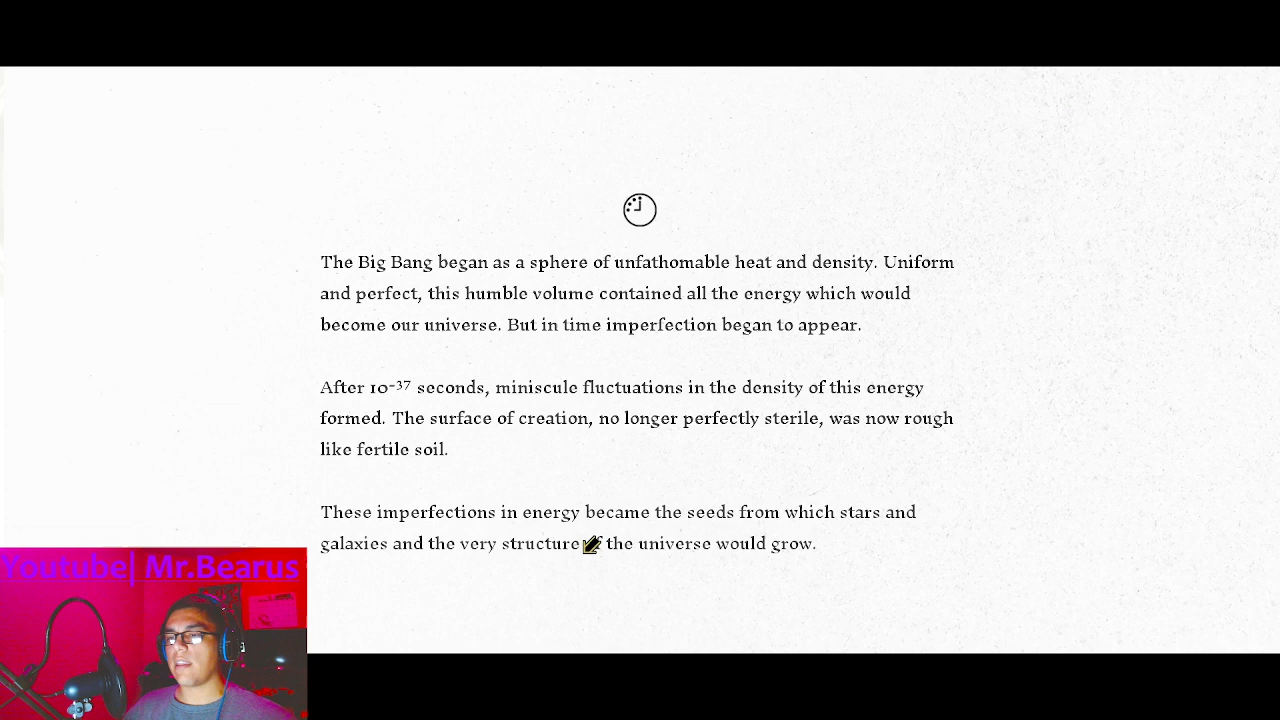 The Big Bang began as a sphere of unfathomable heat and density. Uniform
and perfect, this humble volume contained all the energy which would
become our universe. But in time imperfection began to appear.
After 10-37 seconds, miniscule fluctuations in the density of this energy
formed. The surface of creation, no longer perfectly sterile, was now rough
like fertile soil.
These imperfections in energy became the seeds from which stars and
galaxies and the very structure of the universe would grow.
Youtube| Mr.Bearus